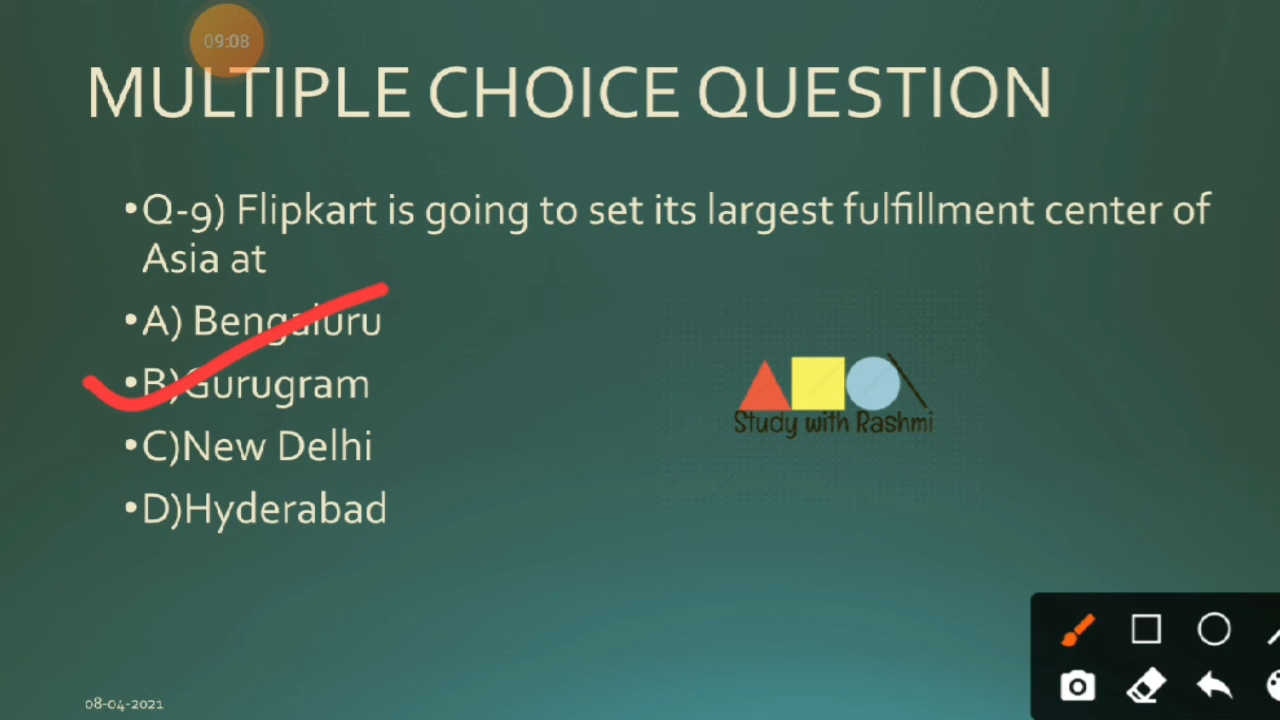 09:08
MULTIPLE CHOICE QUESTION
•Q-9) Flipkart is going to set its largest fulfillment center of
Asia at
•A) Bengaluru
•B)Gurugram
•C)New Delhi
•D)Hyderabad
Study with Rashmi
08-04-2021